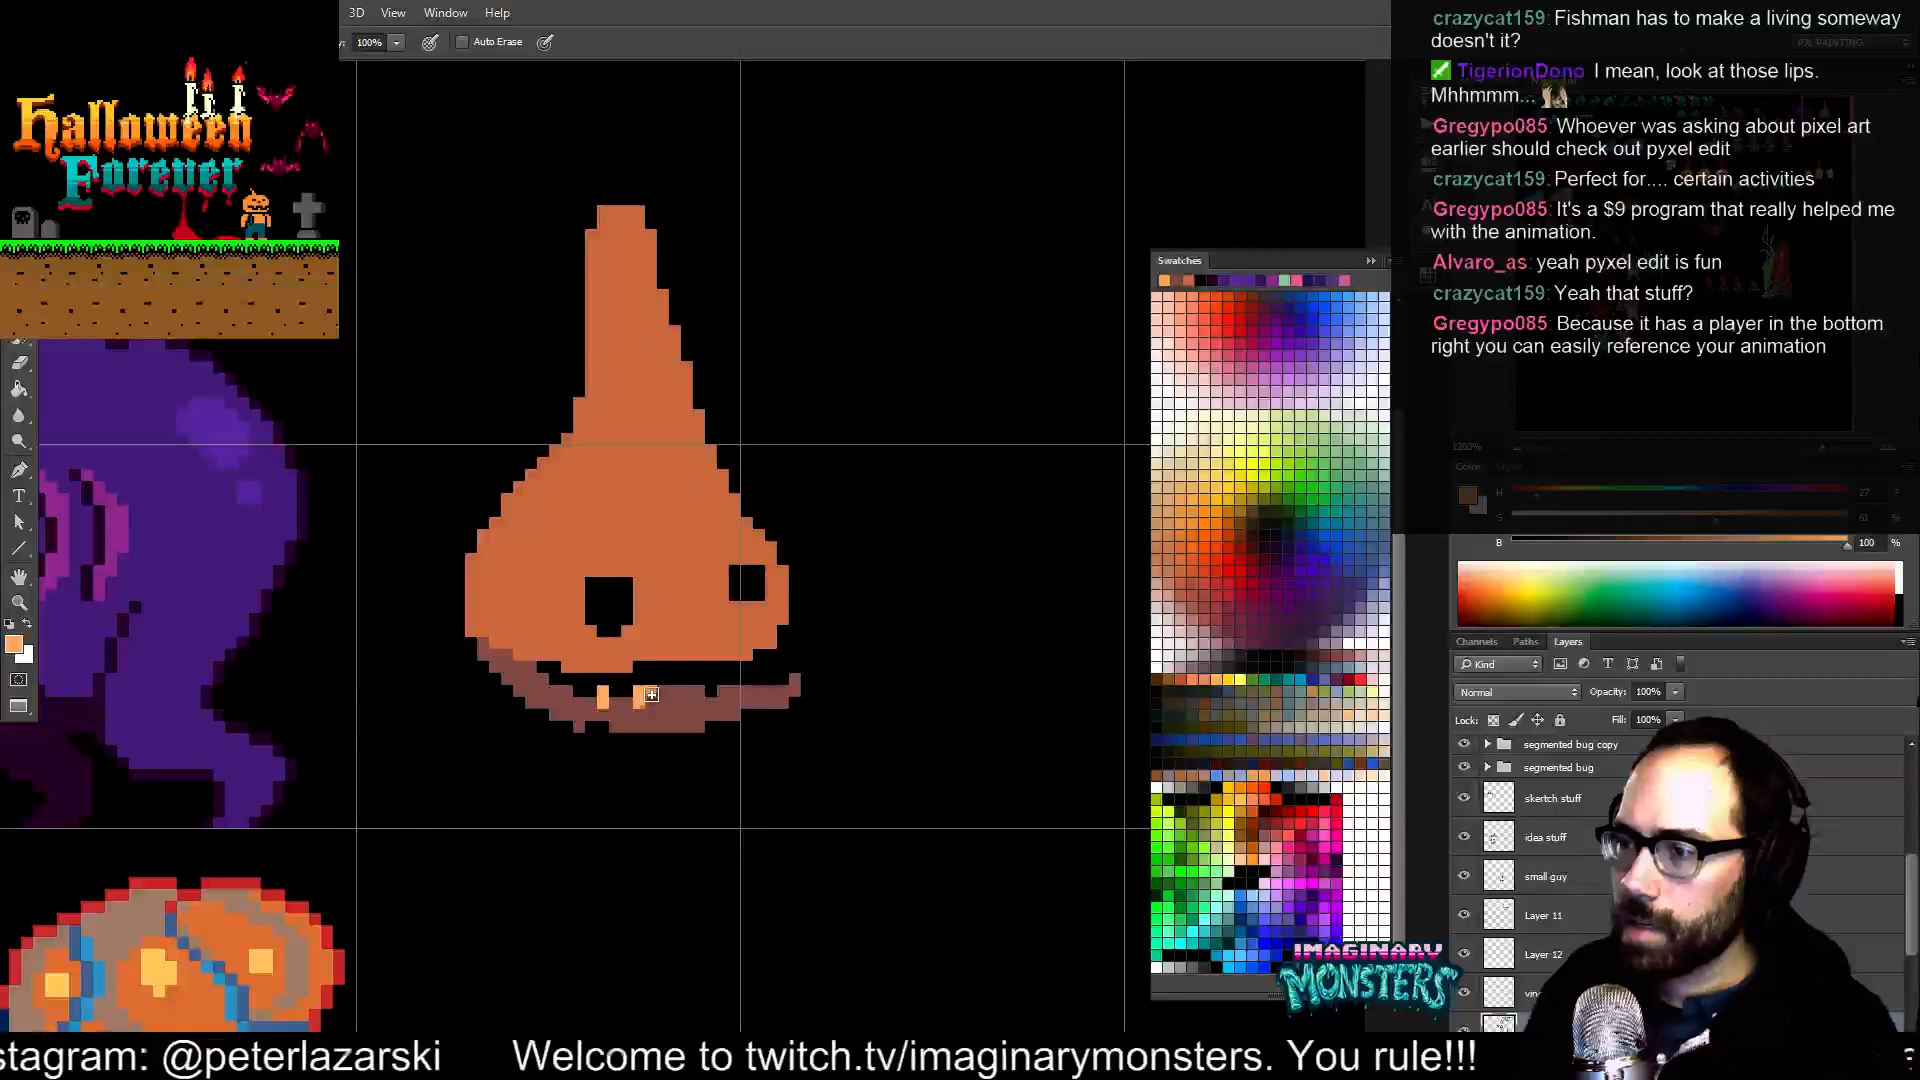 3D View Window Help
100% Auto Erase
Halloween
Forever
crazycat159: Fishman has to make a living someway
doesn't it?
TigerionDono I mean, look at those lips.
Mhhmmm...
Gregypo085: Whoever was asking about pixel art
earlier should check out pyxel edit
crazycat159: Perfect for.... certain activities
Gregypo085: It's a $9 program that really helped me
with the animation.
Alvaro_as: yeah pyxel edit is fun
crazycat159: Yeah that stuff?
Gregypo085: Because it has a player in the bottom
right you can easily reference your animation
Swatches
Color
H 27
S 61 %
B 100 %
Channels Paths Layers
Kind
Normal Opacity: 100%
Lock: Fill: 100%
segmented bug copy
segmented bug
skertch stuff
idea stuff
small guy
Layer 11
Layer 12
IMAGINARY
MONSTERS
stagram: @peterlazarski Welcome to twitch.tv/imaginarymonsters. You rule!!!